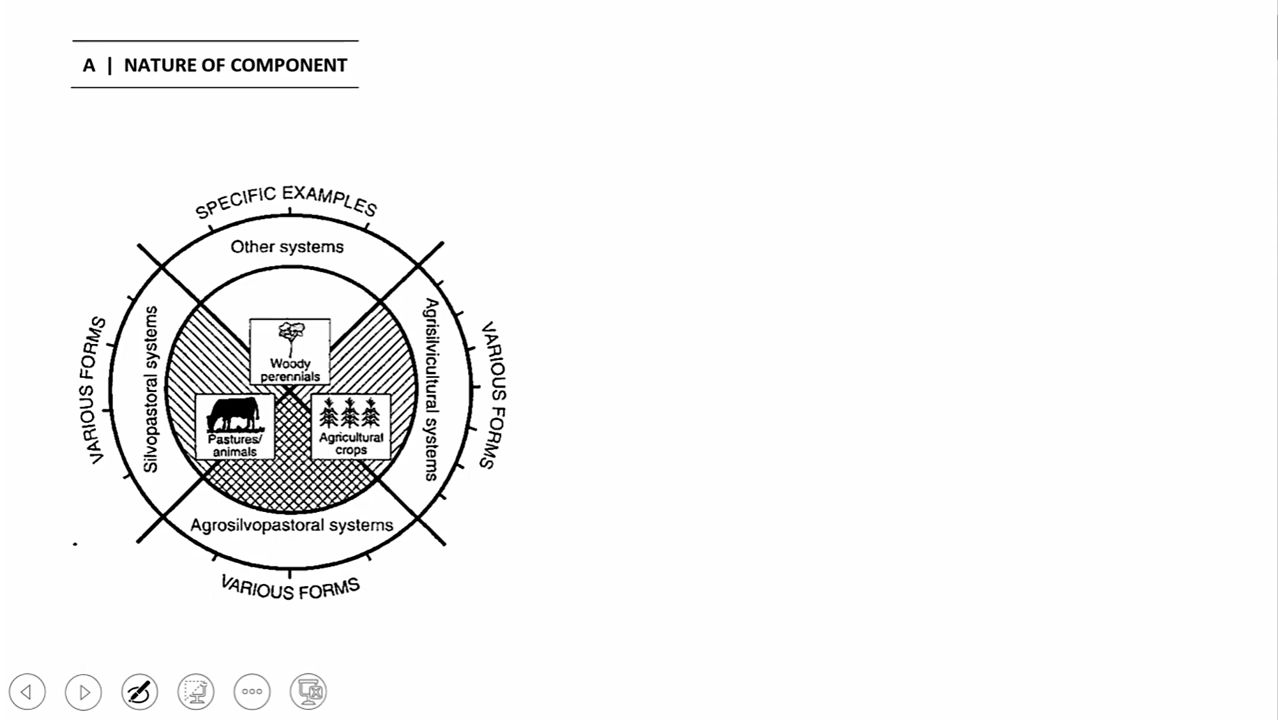 A | NATURE OF COMPONENT
SPECIFIC EXAMPLES
Other systems
VARIOUS FORMS
Silvopastoral systems
Woody
perennials
Pastures/
animals
Agricultural
crops
Agrisilvicultural systems
VARIOUS FORMS
Agrosilvopastoral systems
VARIOUS FORMS